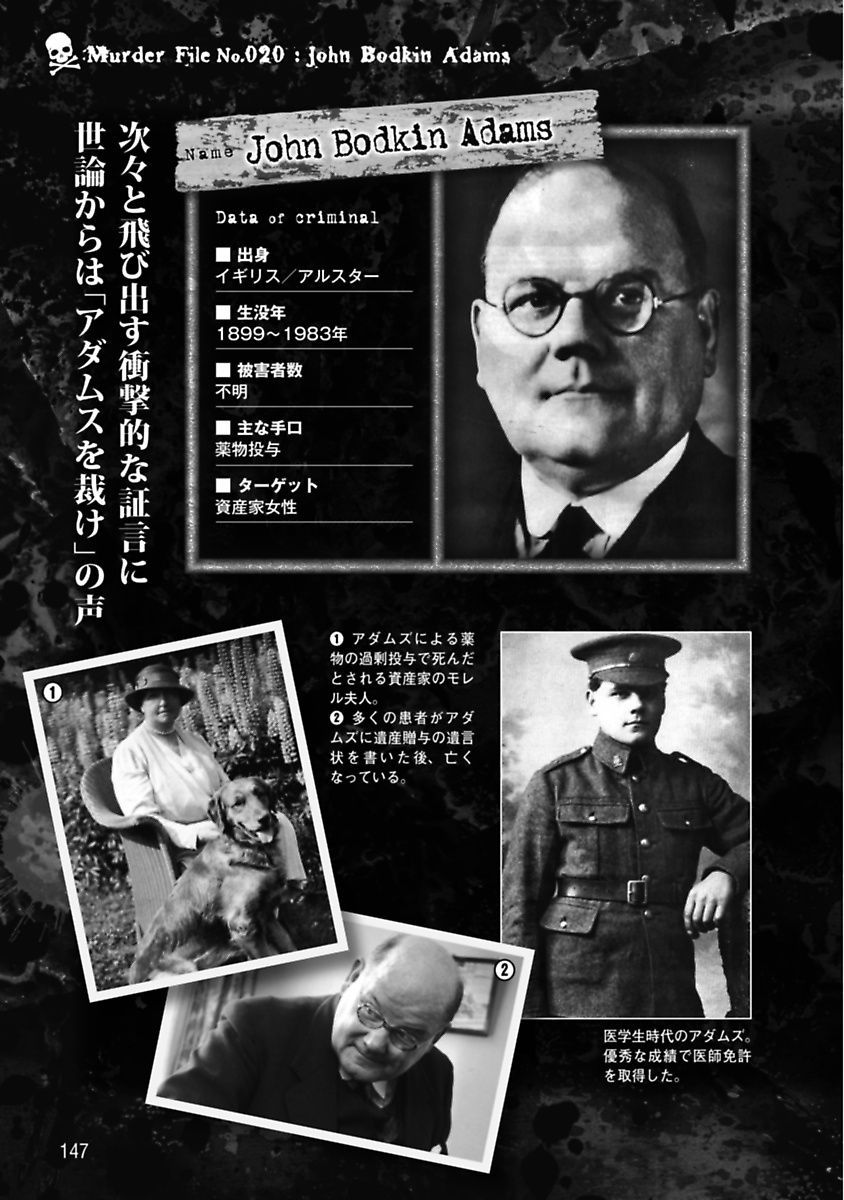 Murder File No.020 : John Bodkin Adams
次々と飛び出す衝撃的な証言に
世論からは「アダムスを裁け」の声
Name John Bodkin Adams
Data of criminal
■ 出身
イギリス／アルスター
■ 生没年
1899～1983年
■ 被害者数
不明
■ 主な手口
薬物投与
■ ターゲット
資産家女性
❶ アダムズによる薬
物の過剰投与で死んだ
とされる資産家のモレ
ル夫人。
❷ 多くの患者がアダ
ムズに遺産贈与の遺言
状を書いた後、亡く
なっている。
①
②
医学生時代のアダムズ。
優秀な成績で医師免許
を取得した。
147